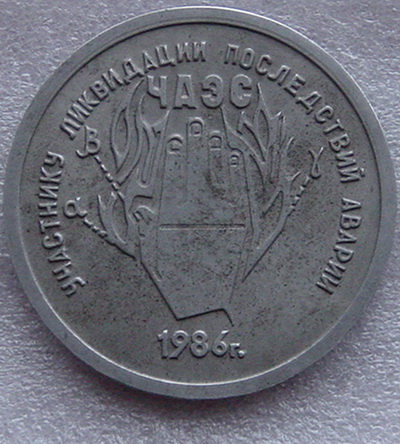 УЧАСТНИКУ ЛИКВИДАЦИИ ПОСЛЕДСТВИЙ АВАРИИ
ЧАЭС
β
α
γ
1986г.